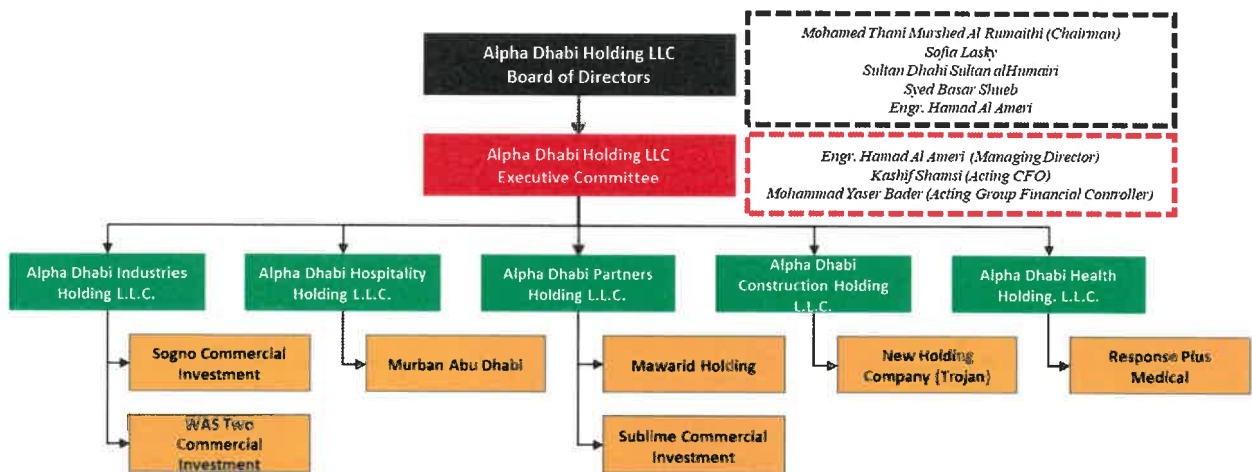 Alpha Dhabi Holding LLC
Board of Directors
Mohamed Thani Murshed Al Rumaithi (Chairman)
Sofia Lasky
Sultan Dhahi Sultan alHumairi
Syed Basar Shueb
Engr. Hamad Al Ameri
Alpha Dhabi Holding LLC
Executive Committee
Engr. Hamad Al Ameri (Managing Director)
Kashif Shamsi (Acting CFO)
Mohammad Yaser Bader (Acting Group Financial Controller)
Alpha Dhabi Industries
Holding L.L.C.
Alpha Dhabi Hospitality
Holding L.L.C.
Alpha Dhabi Partners
Holding L.L.C.
Alpha Dhabi
Construction Holding
L.L.C.
Alpha Dhabi Health
Holding. L.L.C.
Sogno Commercial
Investment
Murban Abu Dhabi
Mawarid Holding
New Holding
Company (Trojan)
Response Plus
Medical
WAS Two
Commercial
Investment
Sublime Commercial
Investment